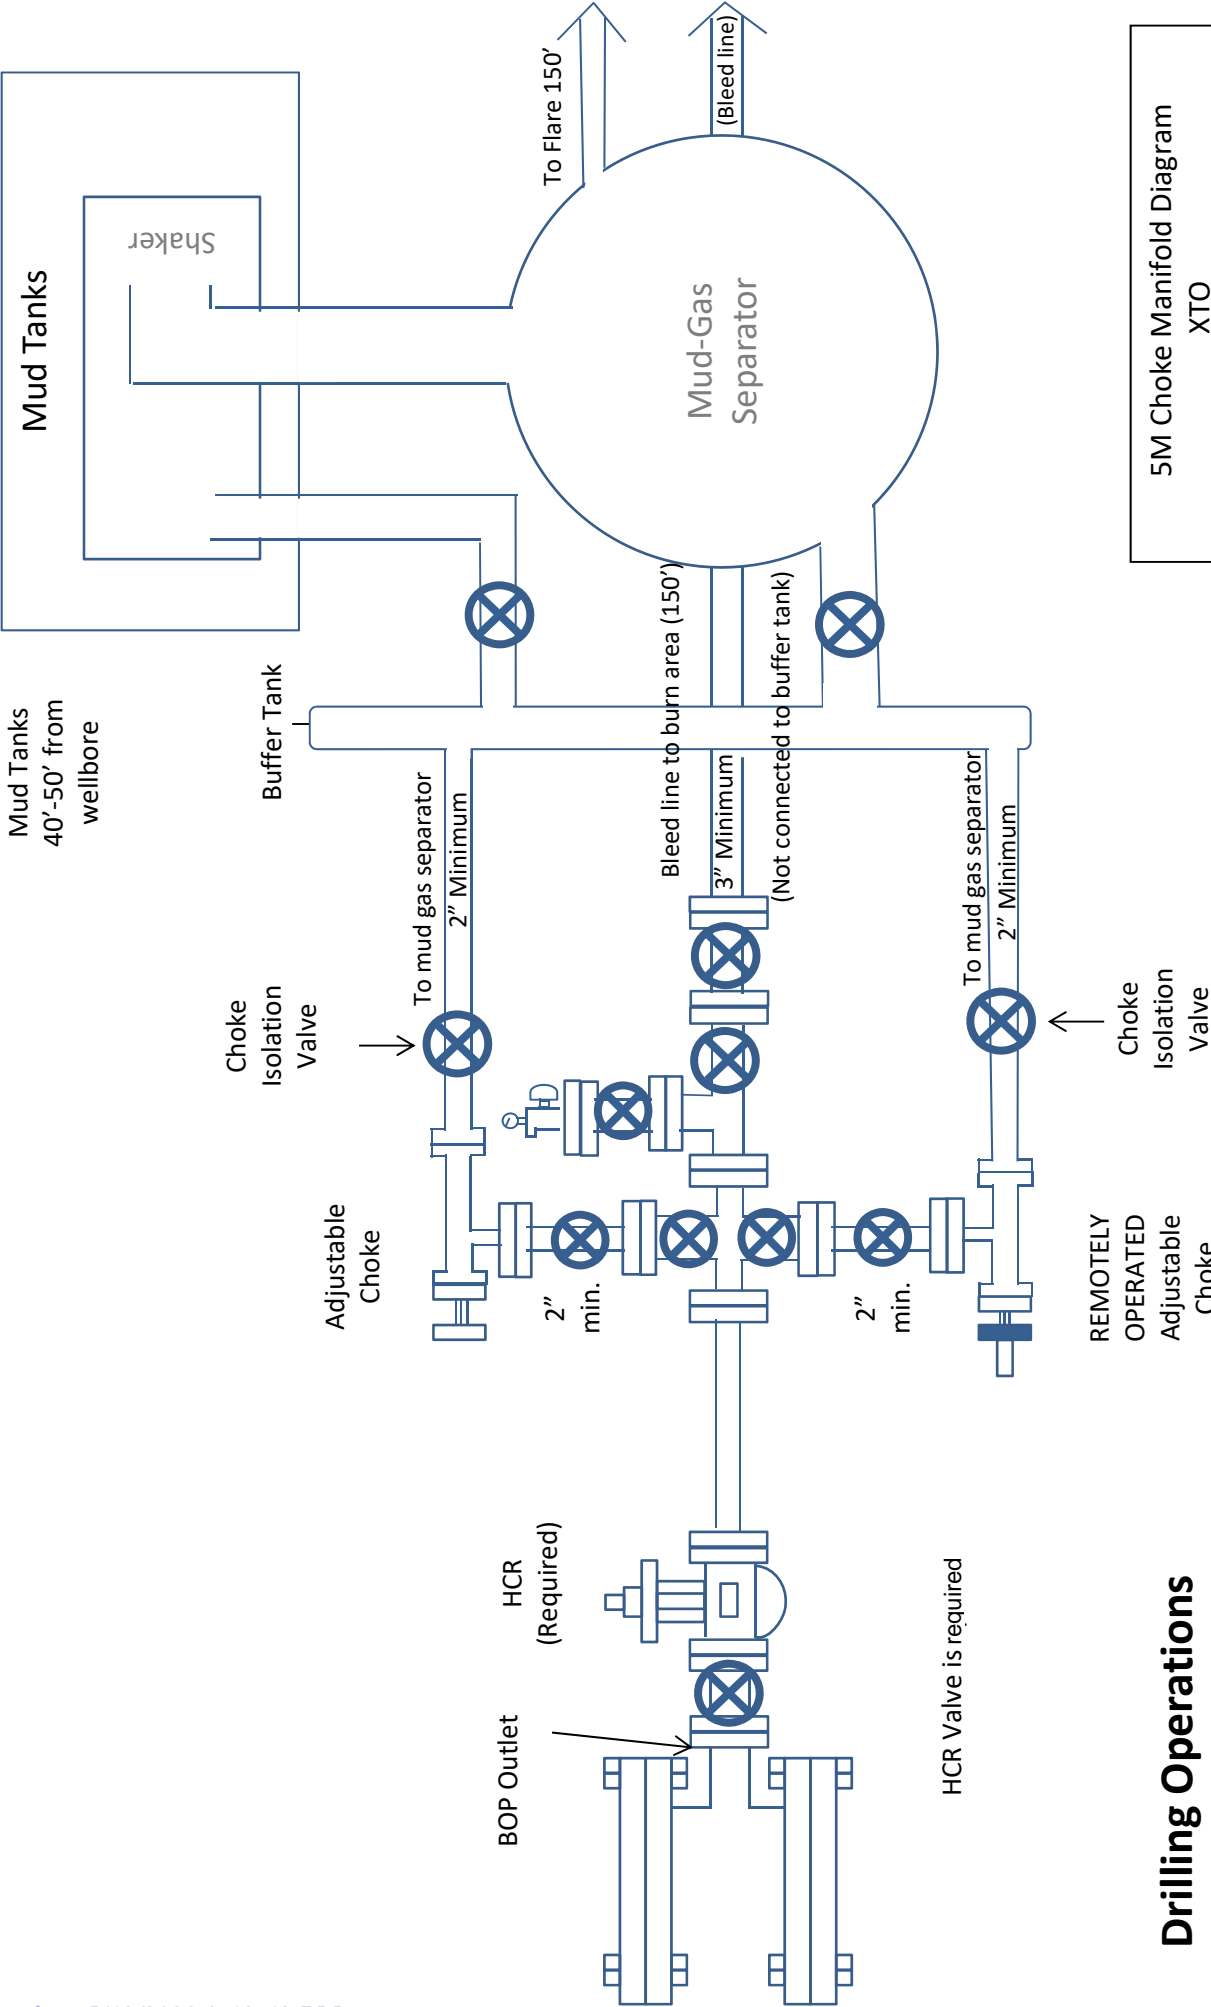 Mud Tanks
Shaker
Mud Tanks
40’-50’ from
wellbore
Buffer Tank
To Flare 150’
(Bleed line)
Mud-Gas
Separator
Choke
Isolation
Valve
To mud gas separator
2” Minimum
Bleed line to burn area (150’)
3” Minimum
(Not connected to buffer tank)
To mud gas separator
2” Minimum
Choke
Isolation
Valve
Adjustable
Choke
2”
min.
2”
min.
REMOTELY
OPERATED
Adjustable
Choke
HCR
(Required)
BOP Outlet
HCR Valve is required
5M Choke Manifold Diagram
XTO
Drilling Operations